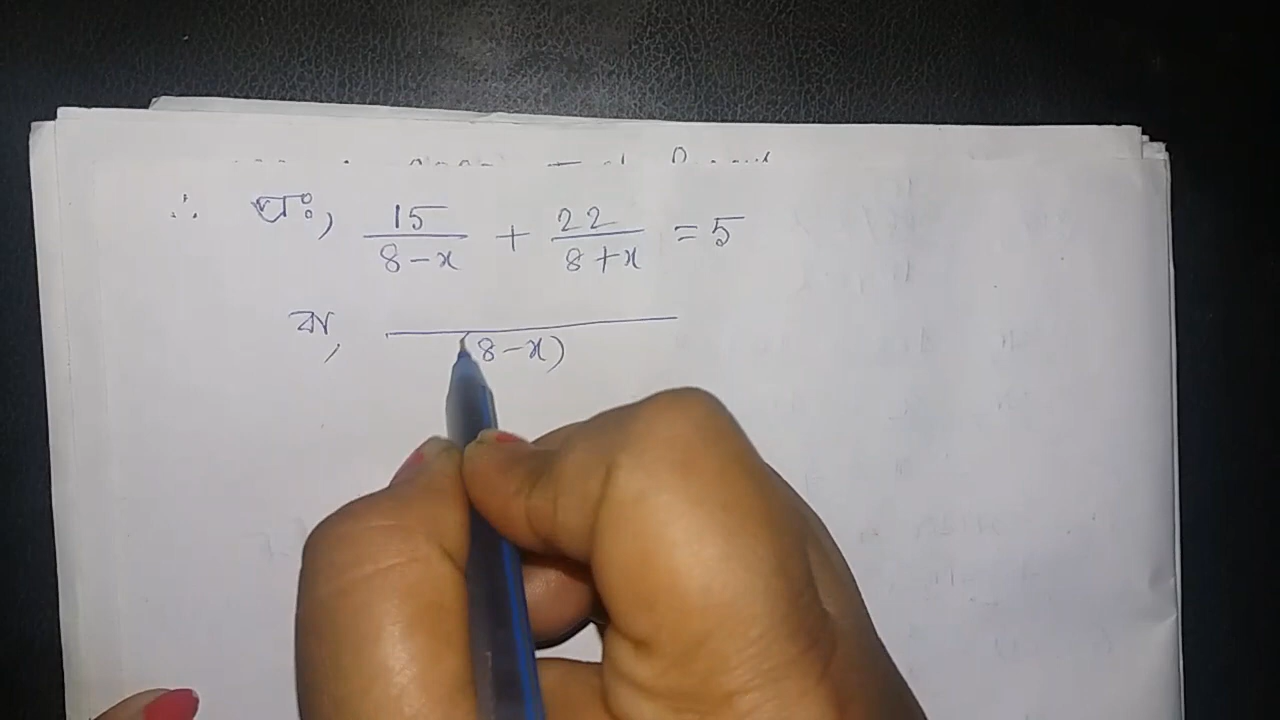 ∴ প্রঃ, 15/(8-x) + 22/(8+x) = 5
বা, /(8-x)